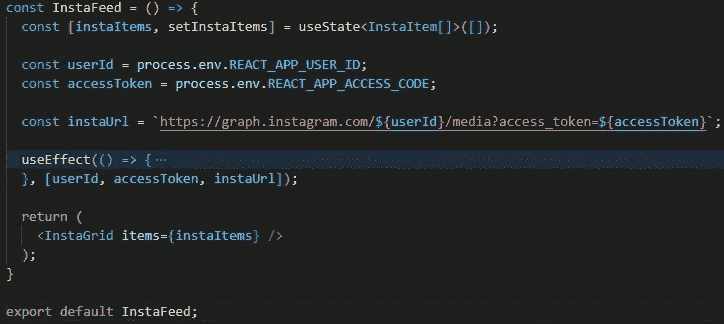 const InstaFeed = () => {
const [instaItems, setInstaItems] = useState<InstaItem[]>([]);
const userId = process.env.REACT_APP_USER_ID;
const accessToken = process.env.REACT_APP_ACCESS_CODE;
const instaUrl = `https://graph.instagram.com/${userId}/media?access_token=${accessToken}`;
useEffect(() => { ⋯
}, [userId, accessToken, instaUrl]);
return (
<InstaGrid items={instaItems} />
);
}
export default InstaFeed;